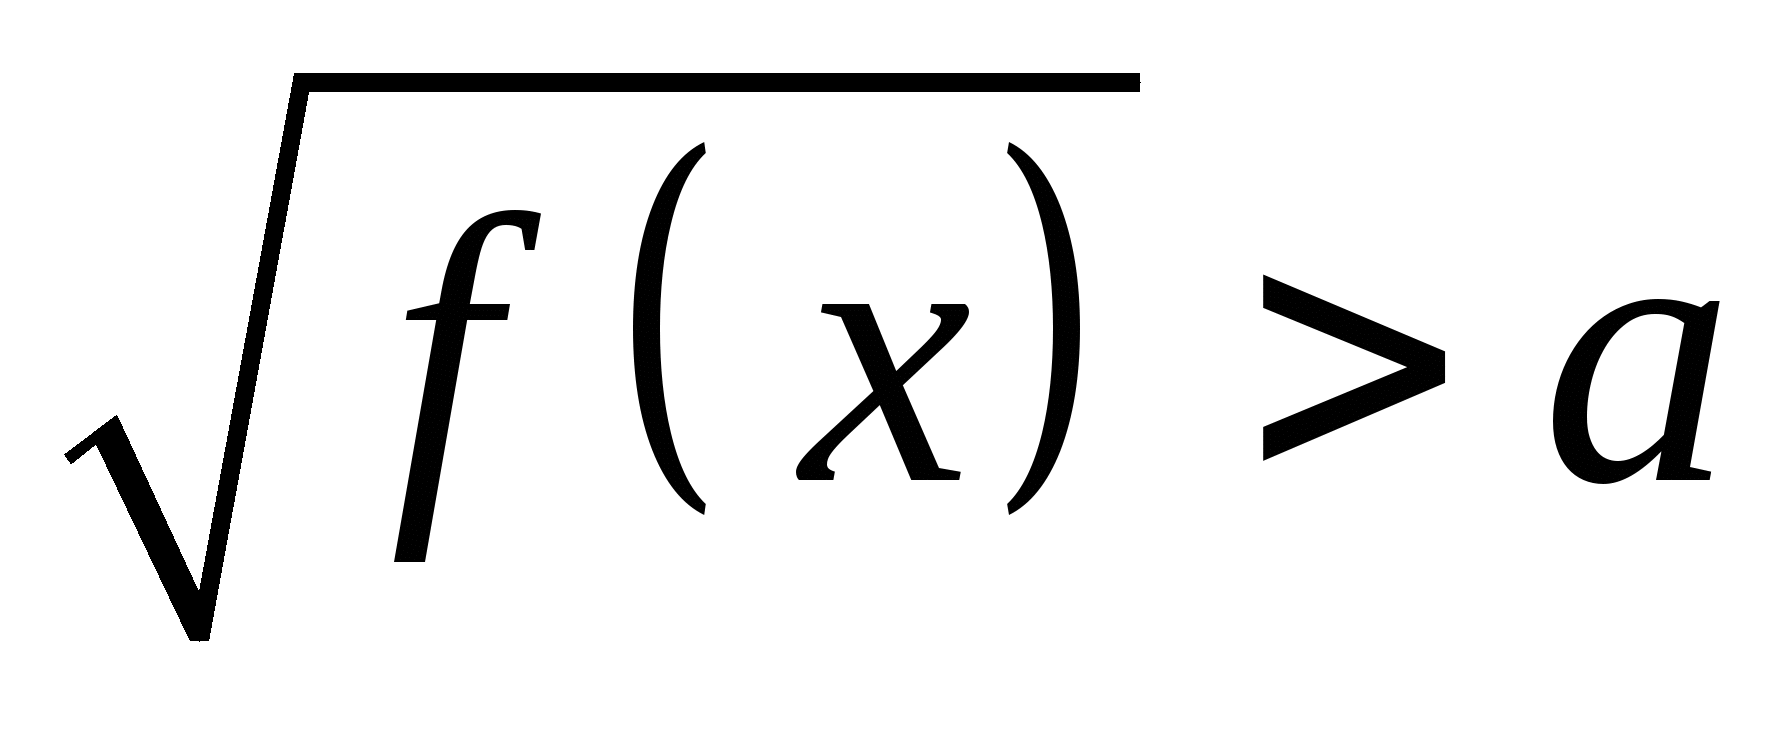 √f(x) > a